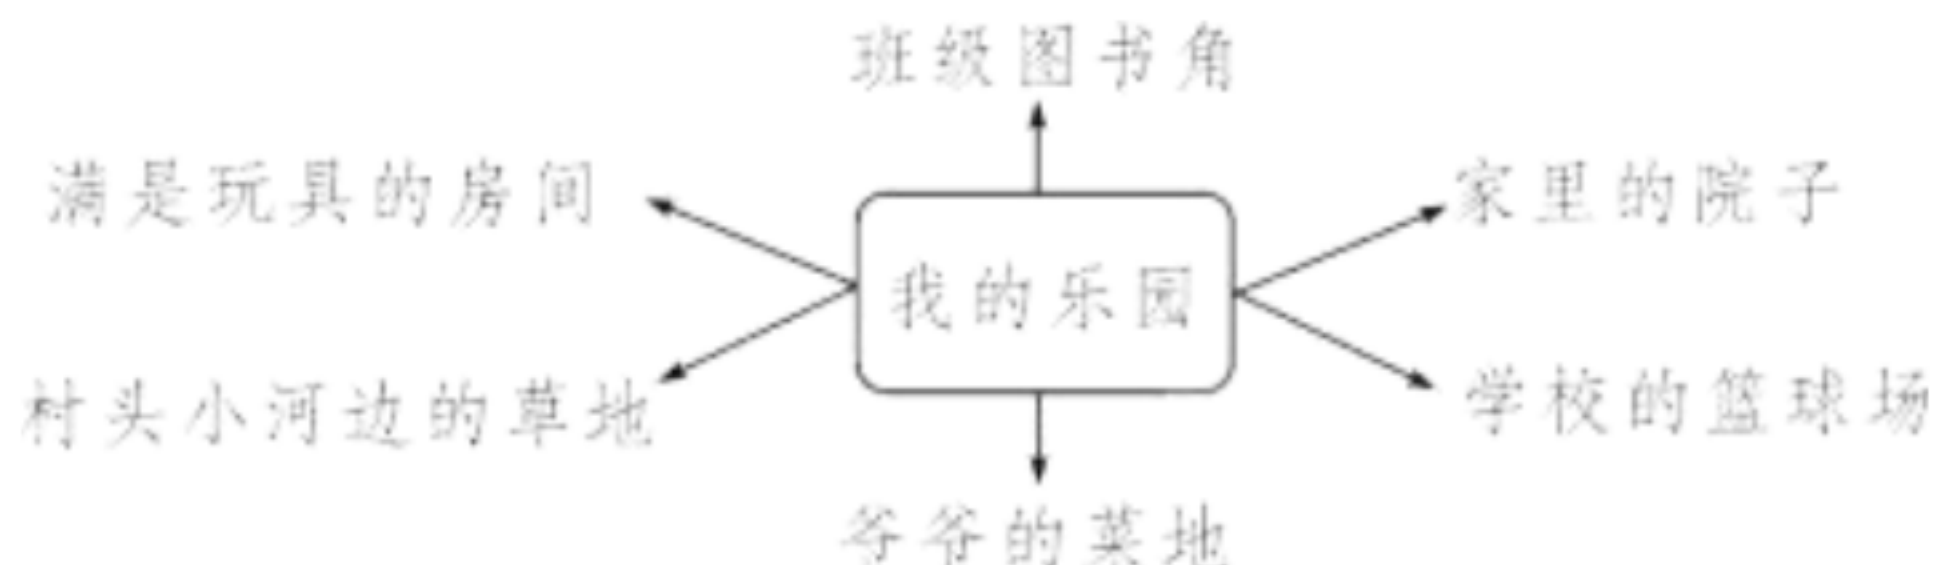 班级图书角
满是玩具的房间
家里的院子
我的乐园
村头小河边的草地
学校的篮球场
爷爷的菜地